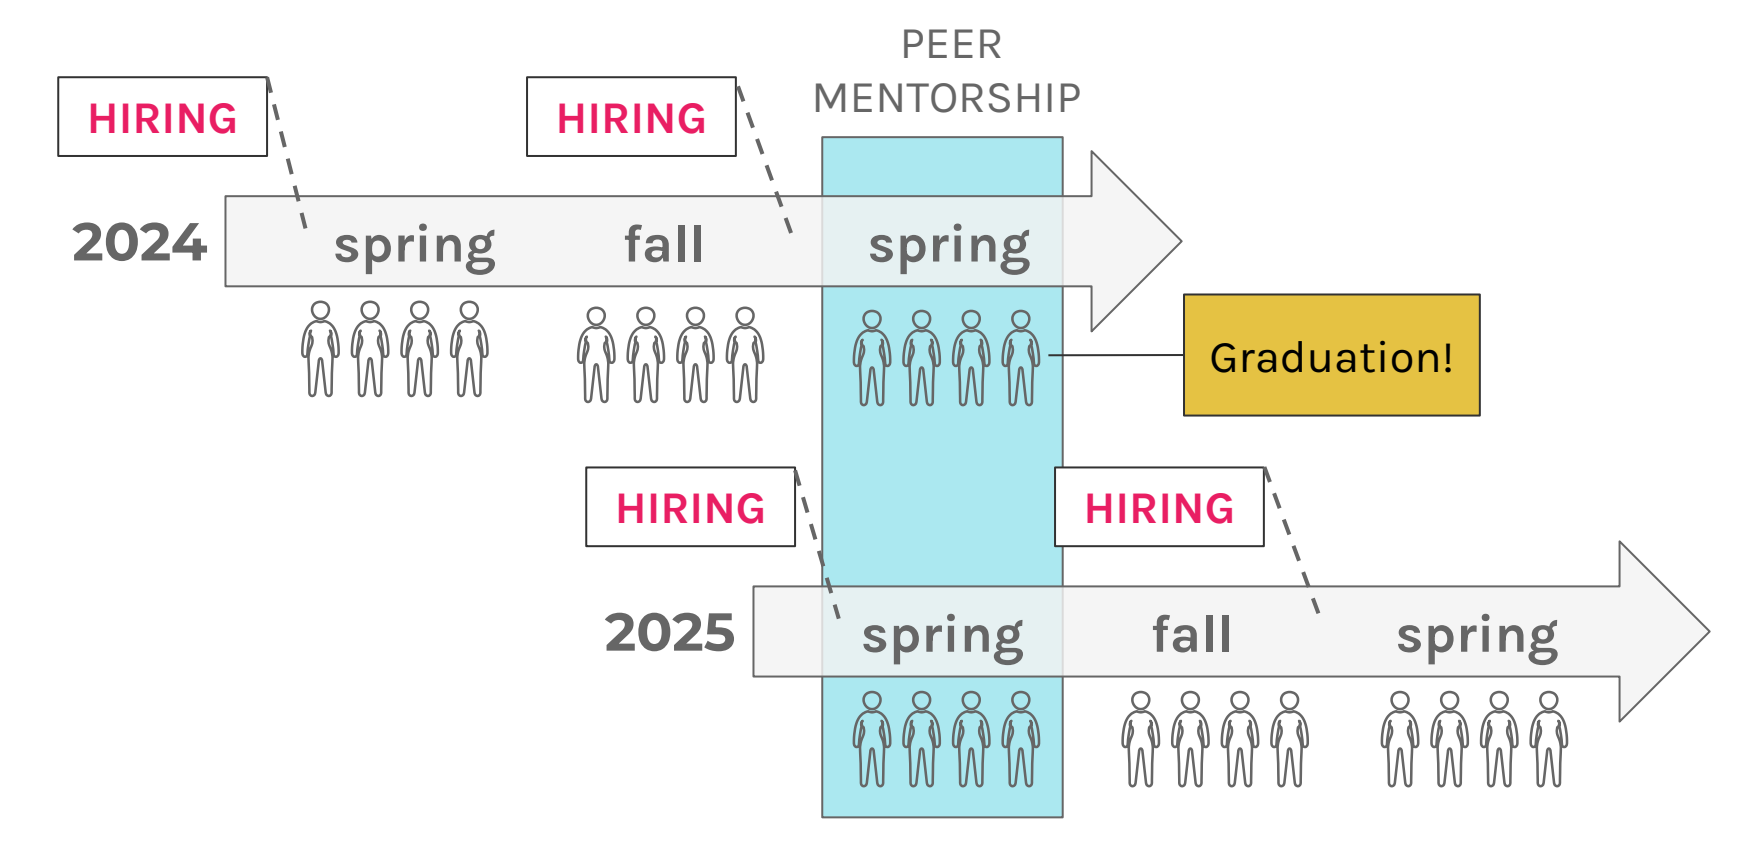 PEER
MENTORSHIP
HIRING
HIRING
2024
spring
fall
spring
Graduation!
HIRING
HIRING
2025
spring
fall
spring